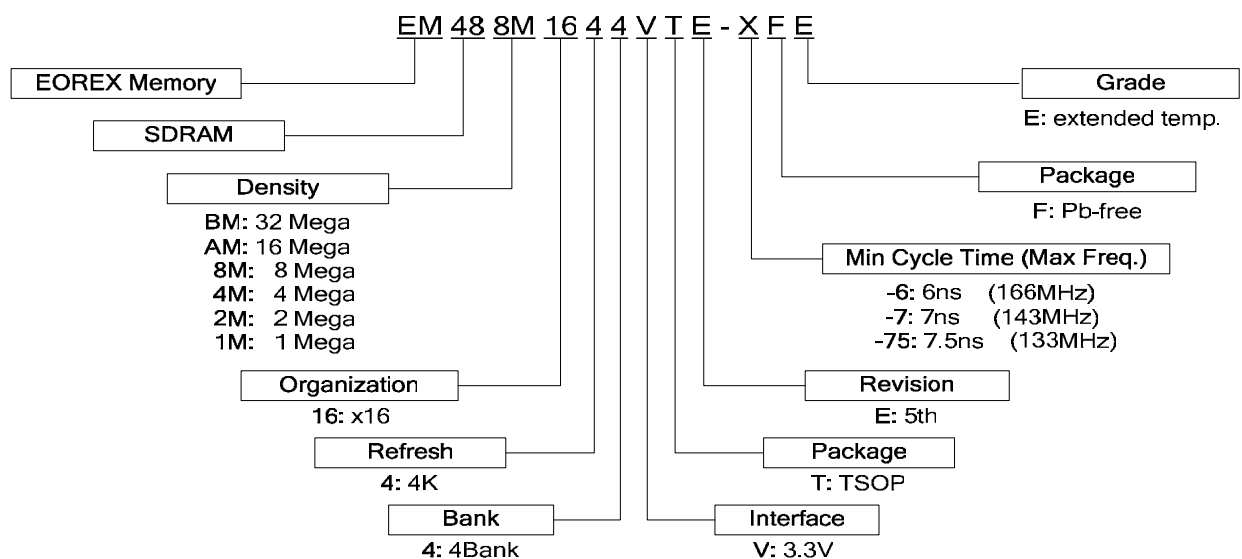 EM 48 8M 16 4 4 V T E - X F E
EOREX Memory
Grade
E: extended temp.
SDRAM
Density
BM: 32 Mega
AM: 16 Mega
8M: 8 Mega
4M: 4 Mega
2M: 2 Mega
1M: 1 Mega
Package
F: Pb-free
Min Cycle Time (Max Freq.)
-6: 6ns (166MHz)
-7: 7ns (143MHz)
-75: 7.5ns (133MHz)
Organization
16: x16
Revision
E: 5th
Refresh
4: 4K
Package
T: TSOP
Bank
4: 4Bank
Interface
V: 3.3V